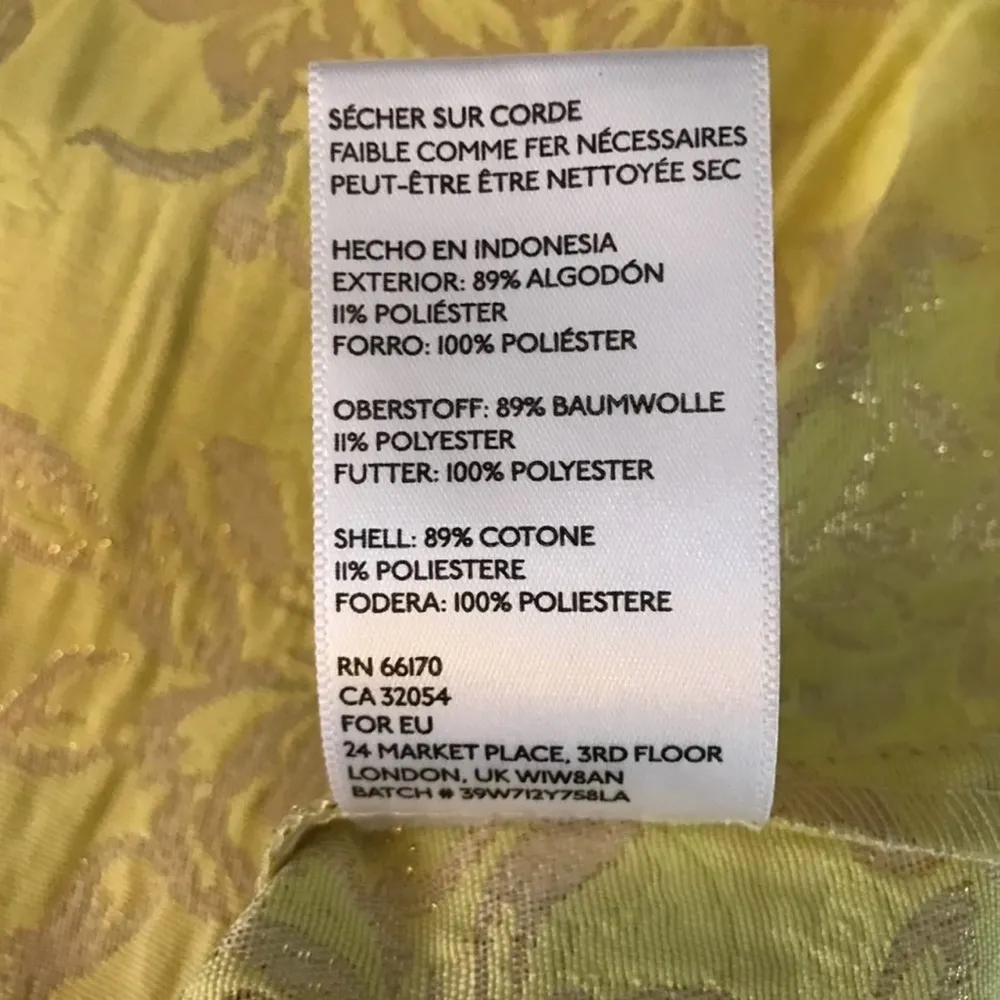 SÉCHER SUR CORDE
FAIBLE COMME FER NÉCESSAIRES
PEUT-ÊTRE ÊTRE NETTOYÉE SEC
HECHO EN INDONESIA
EXTERIOR: 89% ALGODÓN
11% POLIÉSTER
FORRO: 100% POLIÉSTER
OBERSTOFF: 89% BAUMWOLLE
11% POLYESTER
FUTTER: 100% POLYESTER
SHELL: 89% COTONE
11% POLIESTERE
FODERA: 100% POLIESTERE
RN 66170
CA 32054
FOR EU
24 MARKET PLACE, 3RD FLOOR
LONDON, UK W1W8AN
BATCH # 39W712Y758LA